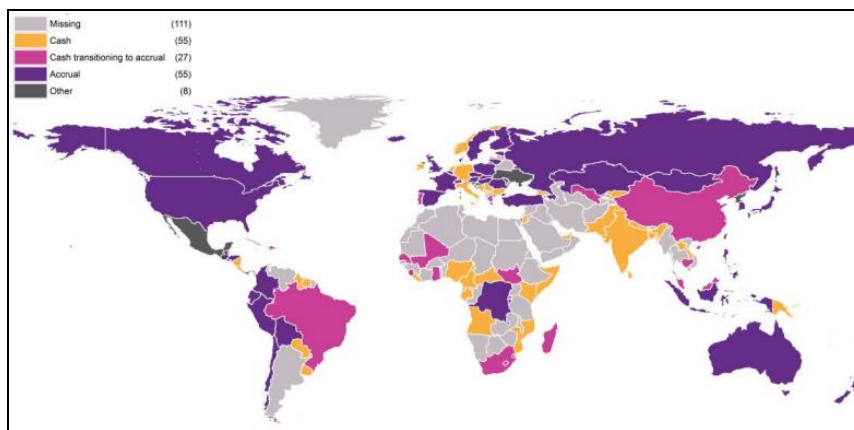 Missing (111)
Cash (55)
Cash transitioning to accrual (27)
Accrual (55)
Other (8)